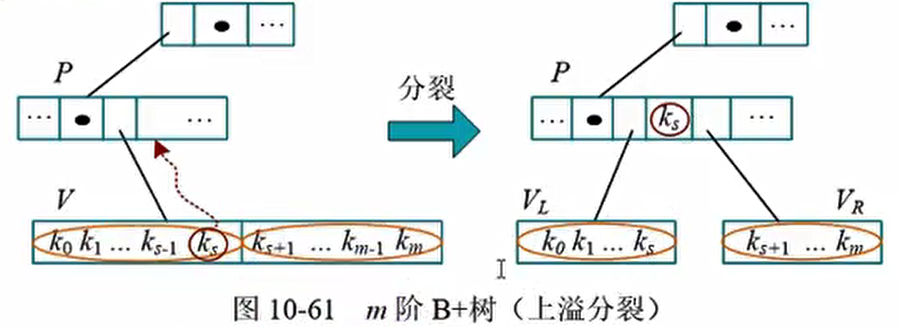 … …
P P
分裂
… … … k_s …
V V_L V_R
k_0 k_1 … k_{s-1} k_s k_{s+1} … k_{m-1} k_m k_0 k_1 … k_s k_{s+1} … k_m
图 10-61 m 阶 B+树（上溢分裂）